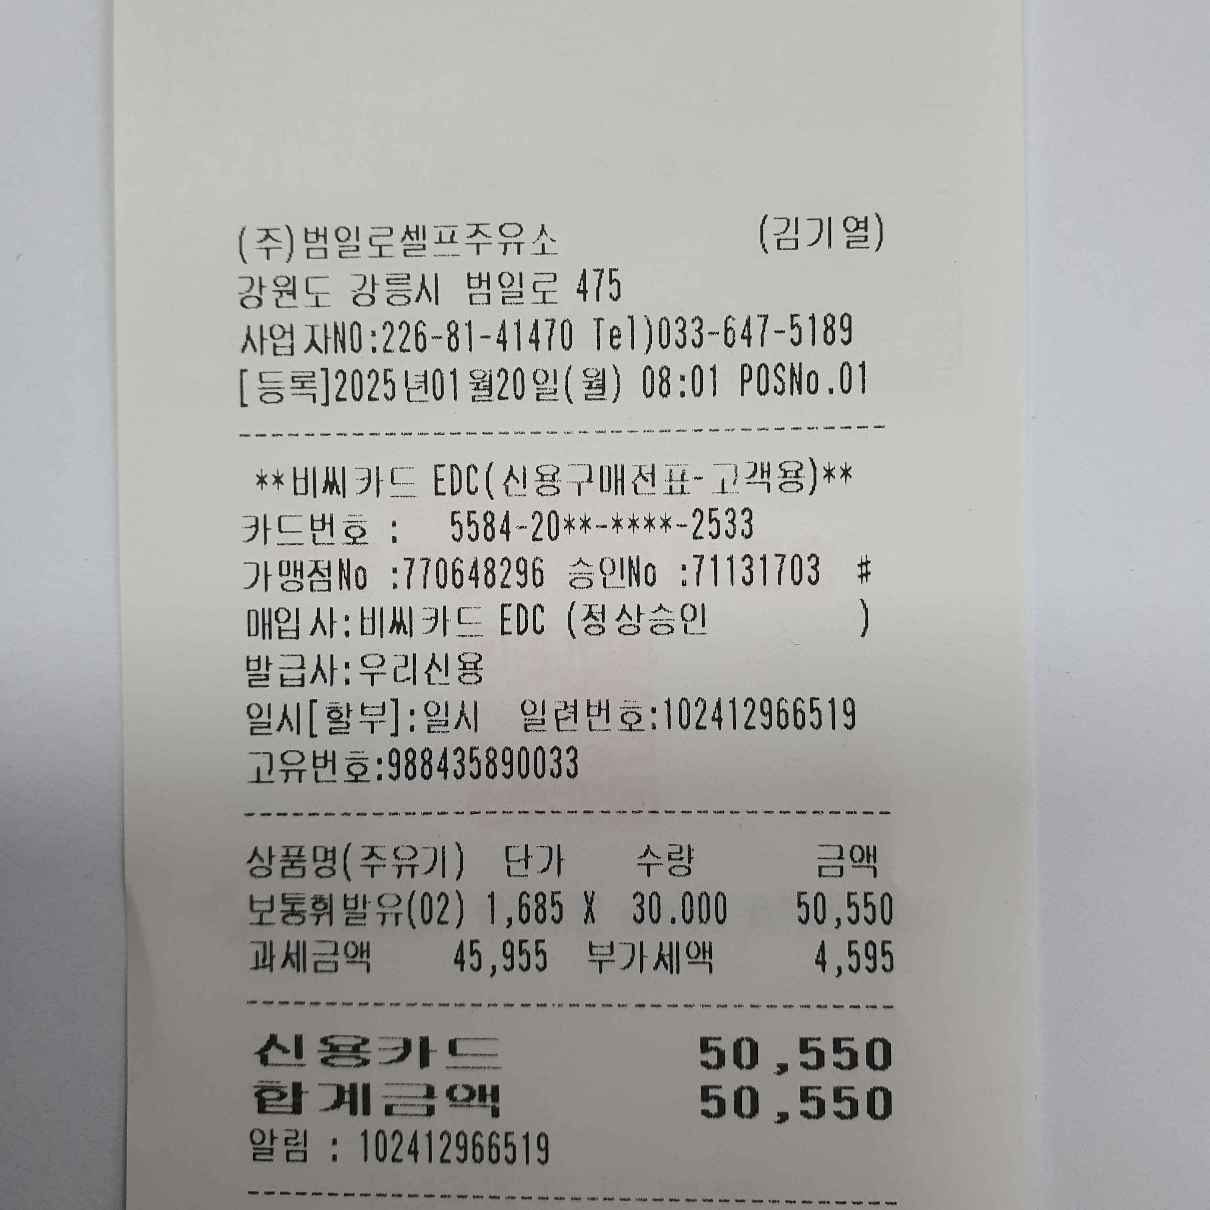 (주)범일로셀프주유소 (김기열)
강원도 강릉시 범일로 475
사업자NO:226-81-41470 Tel)033-647-5189
[등록]2025년01월20일(월) 08:01 POSNo.01
----------------------------------------
**비씨카드 EDC(신용구매전표-고객용)**
카드번호 : 5584-20**-****-2533
가맹점No :770648296 승인No :71131703 #
매입사:비씨카드 EDC (정상승인 )
발급사:우리신용
일시[할부]:일시 일련번호:102412966519
고유번호:988435890033
----------------------------------------
상품명(주유기) 단가 수량 금액
보통휘발유(02) 1,685 X 30.000 50,550
과세금액 45,955 부가세액 4,595
----------------------------------------
신용카드 50,550
합계금액 50,550
알림 : 102412966519
----------------------------------------